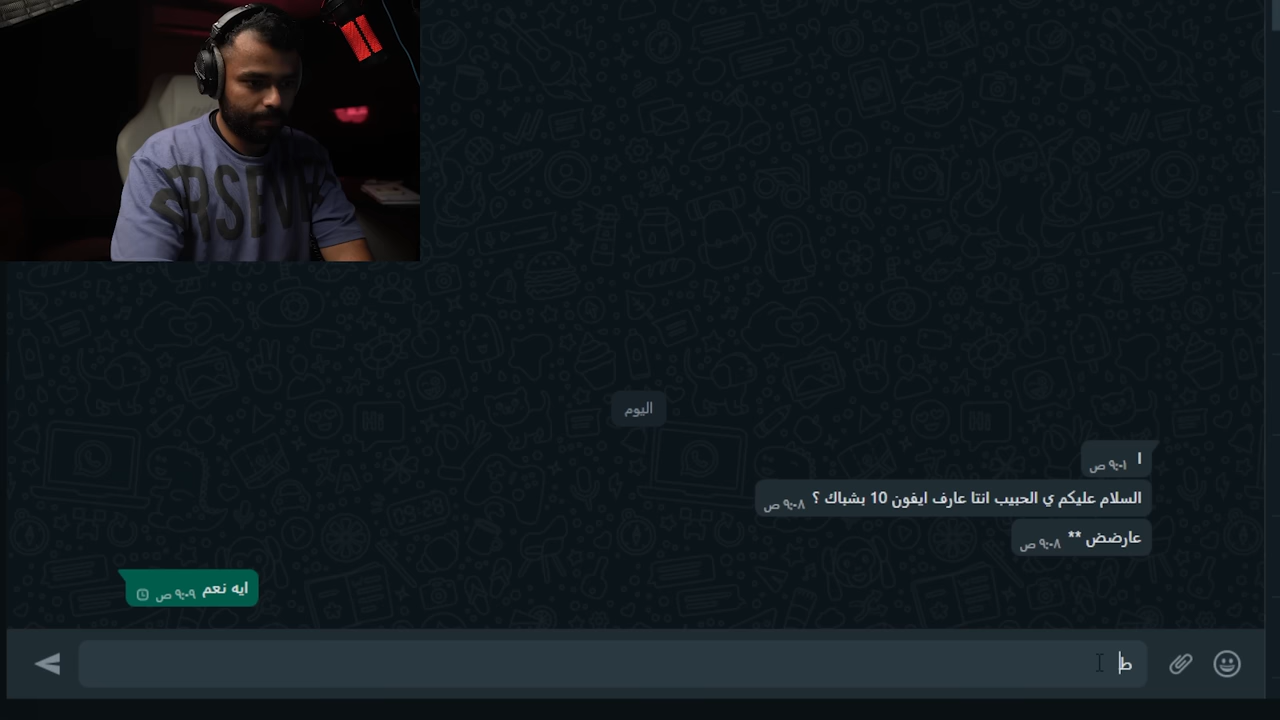 RSEV
اليوم
ا
٩:٠١ ص
السلام عليكم ي الحبيب انتا عارف ايفون 10 بشباك ؟ ٩:٠٨ ص
عارضض ** ٩:٠٨ ص
ايه نعم ٩:٠٩ ص
ط